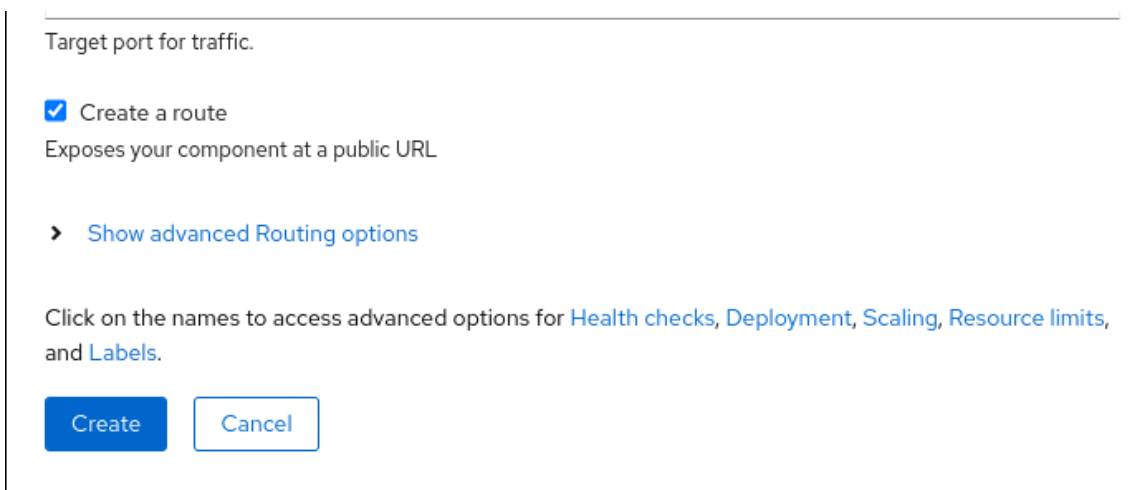 Target port for traffic.
Create a route
Exposes your component at a public URL
Show advanced Routing options
Click on the names to access advanced options for Health checks, Deployment, Scaling, Resource limits,
and Labels.
Create Cancel